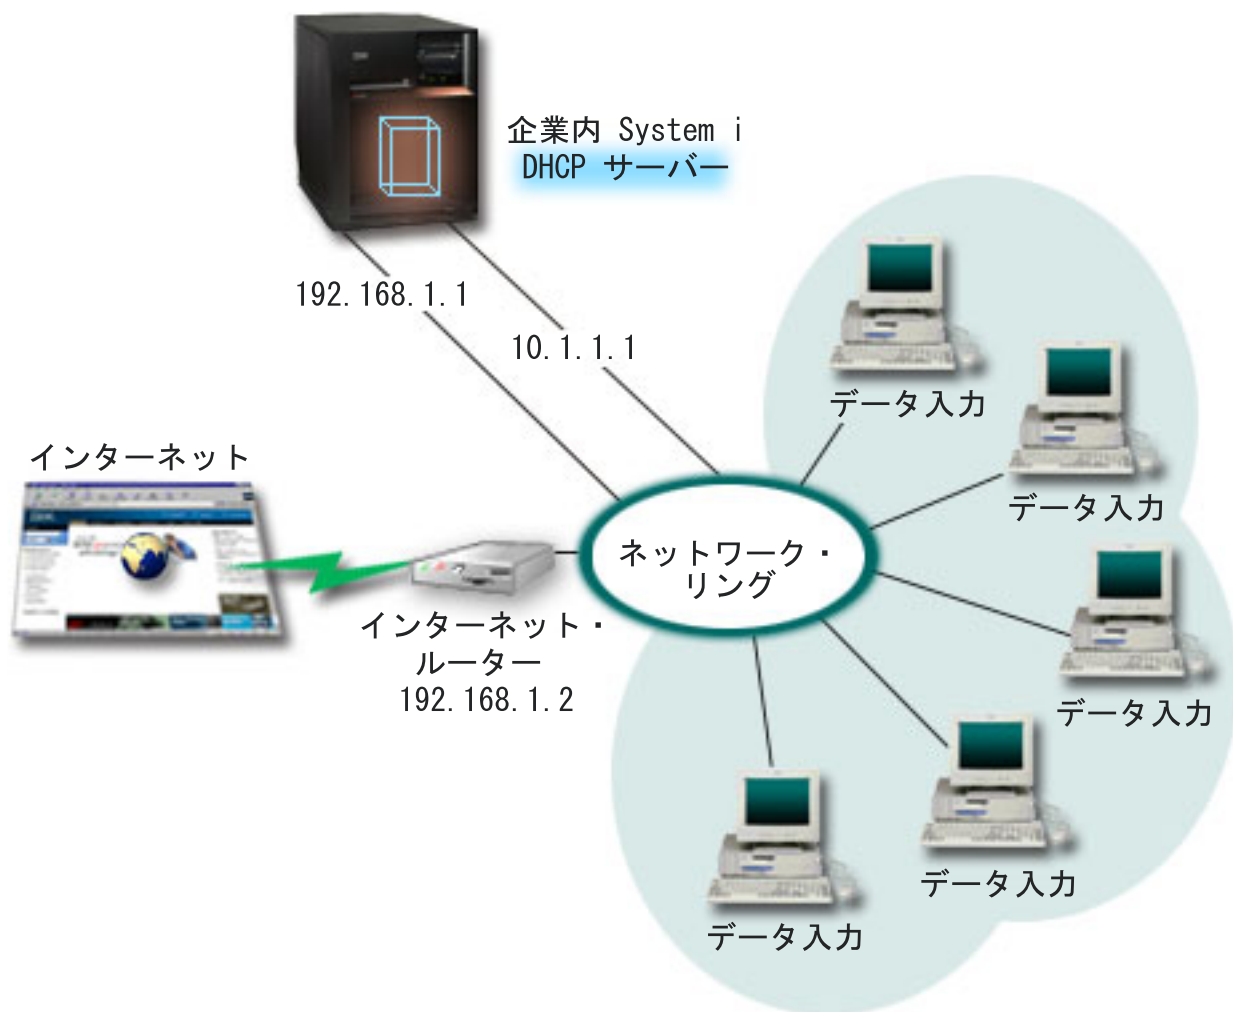 企業内 System i
DHCP サーバー
192.168.1.1
10.1.1.1
データ入力
データ入力
インターネット
ネットワーク・
リング
インターネット・
ルーター
192.168.1.2
データ入力
データ入力
データ入力